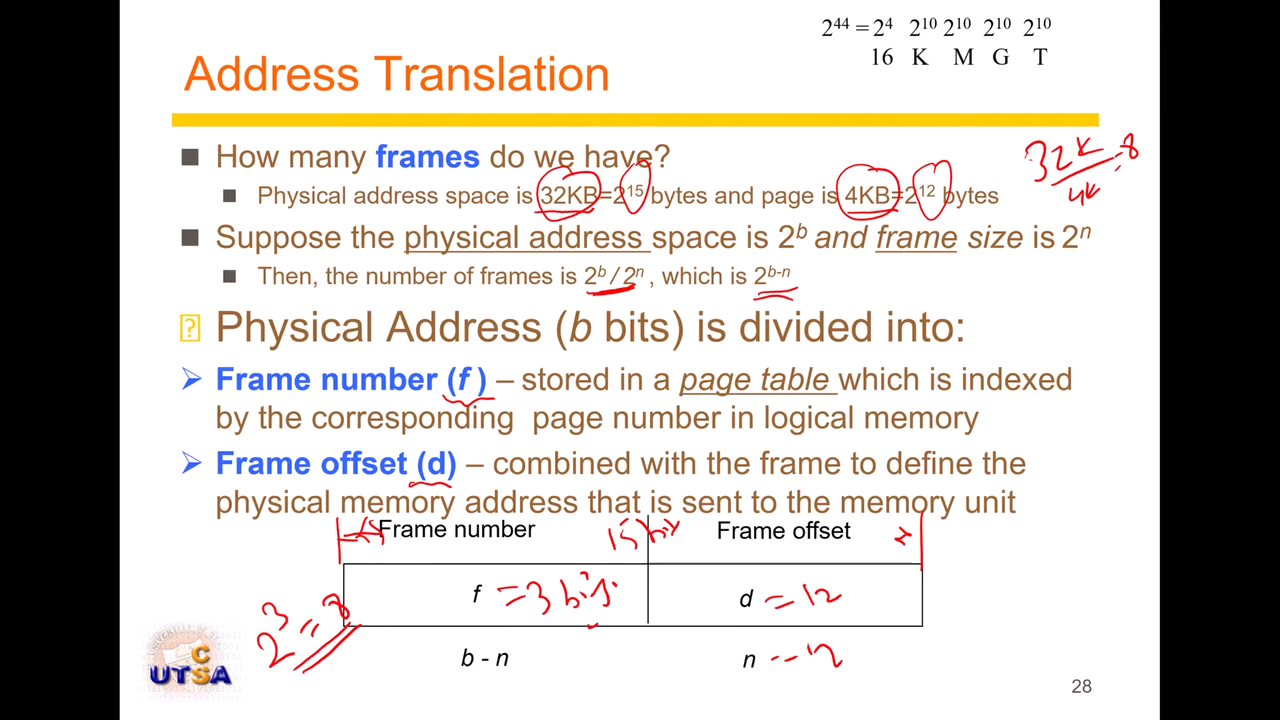 2⁴⁴ = 2⁴ 2¹⁰ 2¹⁰ 2¹⁰ 2¹⁰
16 K M G T
Address Translation
■ How many frames do we have?
32K
/ 4K = 8
■ Physical address space is 32KB=2¹⁵ bytes and page is 4KB=2¹² bytes
■ Suppose the physical address space is 2ᵇ and frame size is 2ⁿ
■ Then, the number of frames is 2ᵇ / 2ⁿ , which is 2ᵇ⁻ⁿ
Physical Address (b bits) is divided into:
➢ Frame number (f ) – stored in a page table which is indexed
by the corresponding page number in logical memory
➢ Frame offset (d) – combined with the frame to define the
physical memory address that is sent to the memory unit
Frame number 15 bit Frame offset
f = 3 bits. d = 12
2³ = 8
b - n n = 12
UNIVERSITY OF
CS
UTSA
28